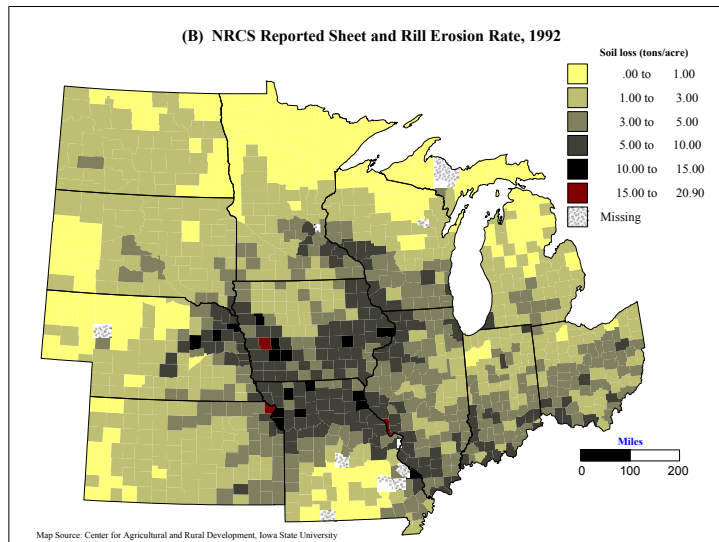 (B) NRCS Reported Sheet and Rill Erosion Rate, 1992
Soil loss (tons/acre)
.00 to 1.00
1.00 to 3.00
3.00 to 5.00
5.00 to 10.00
10.00 to 15.00
15.00 to 20.90
Missing
Miles
0 100 200
Map Source: Center for Agricultural and Rural Development, Iowa State University